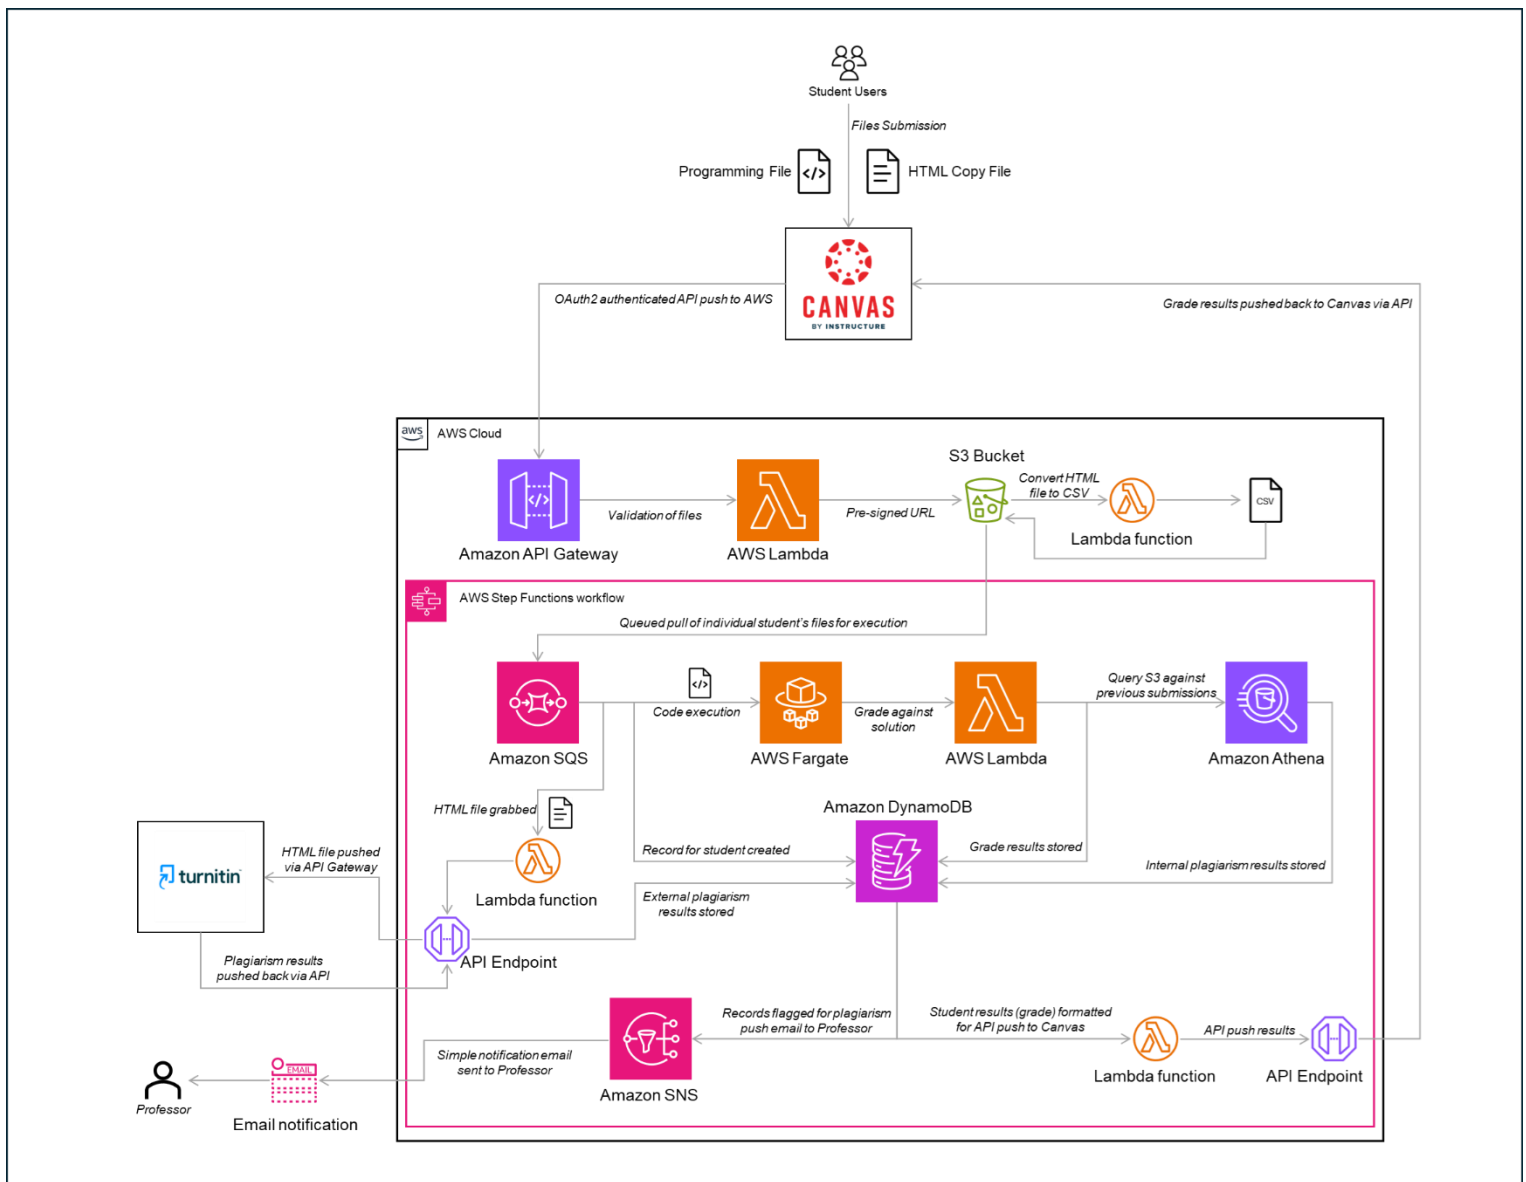 Student Users
Files Submission
Programming File
</>
HTML Copy File
CANVAS
BY INSTRUCTURE
OAuth2 authenticated API push to AWS
Grade results pushed back to Canvas via API
aws
AWS Cloud
S3 Bucket
Convert HTML
file to CSV
</>
Validation of files
Pre-signed URL
CSV
Amazon API Gateway
AWS Lambda
Lambda function
AWS Step Functions workflow
Queued pull of individual student's files for execution
</>
Code execution
Grade against
solution
Query S3 against
previous submissions
Amazon SQS
AWS Fargate
AWS Lambda
Amazon Athena
HTML file grabbed
Amazon DynamoDB
turnitin
HTML file pushed
via API Gateway
Record for student created
Grade results stored
Internal plagiarism results stored
Lambda function
External plagiarism
results stored
API Endpoint
Plagiarism results
pushed back via API
Records flagged for plagiarism
push email to Professor
Student results (grade) formatted
for API push to Canvas
API push results
Simple notification email
sent to Professor
Amazon SNS
Lambda function
API Endpoint
EMAIL
Professor
Email notification